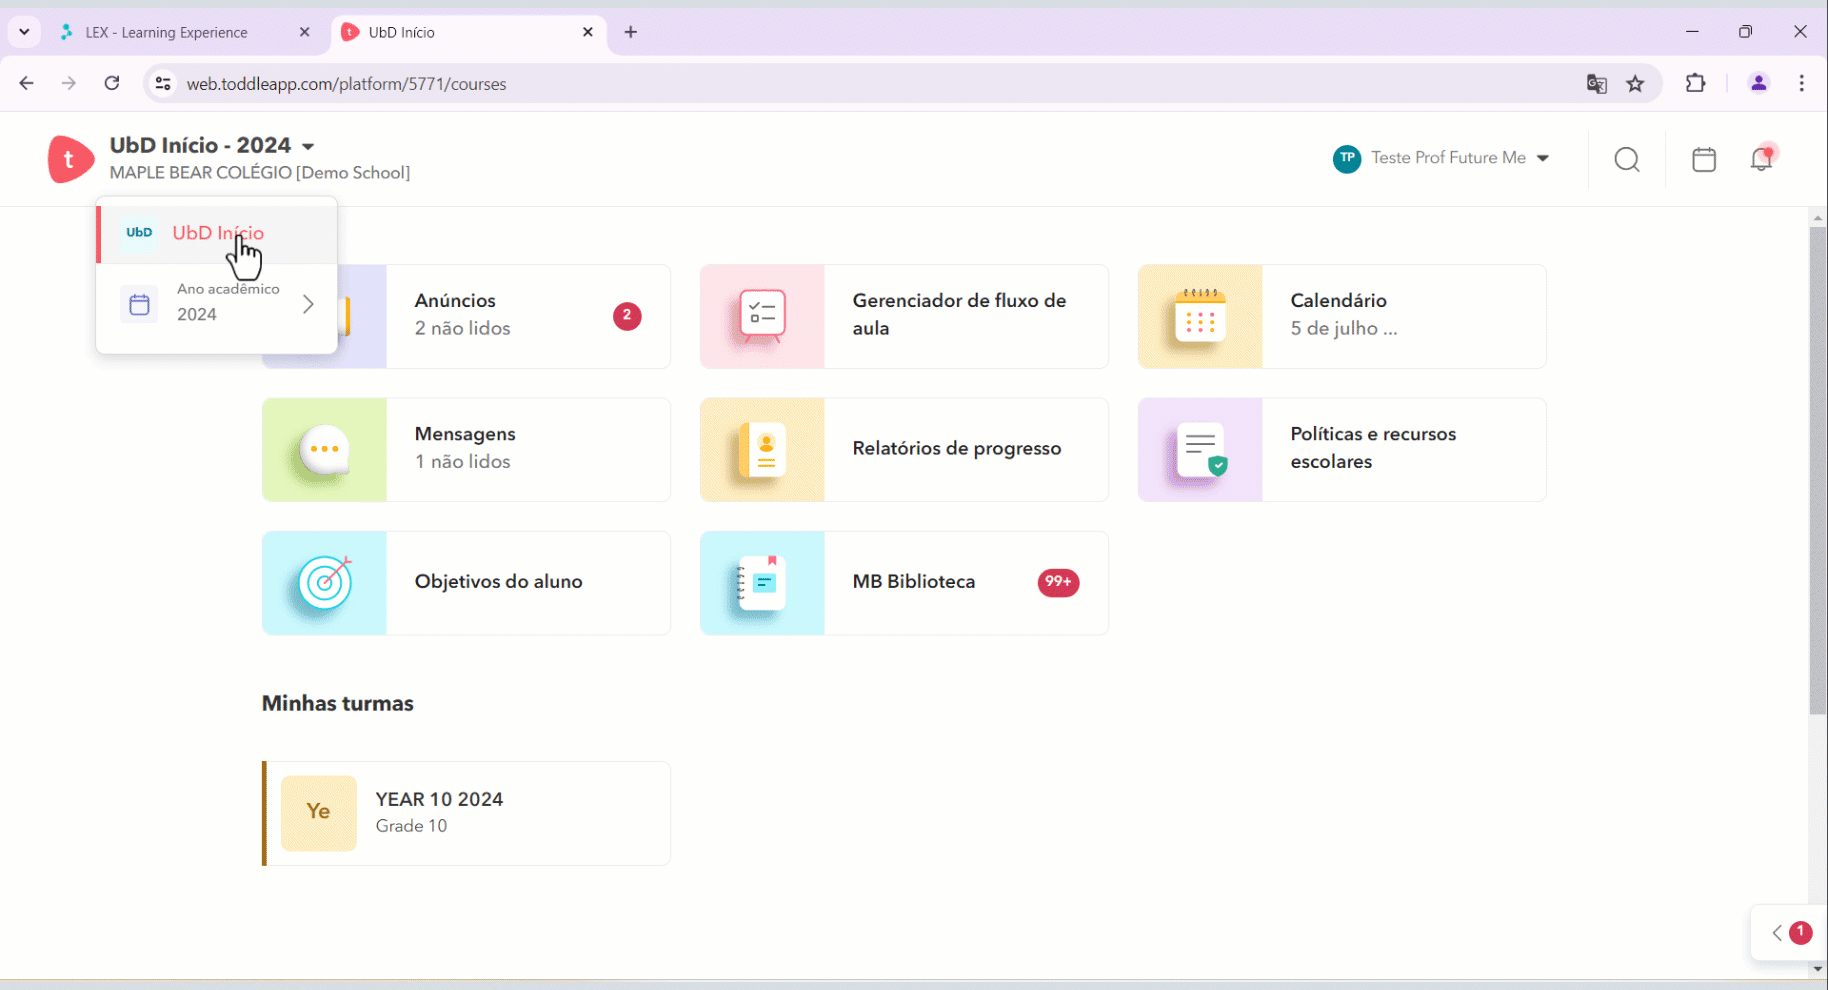 LEX - Learning Experience
UbD Início
web.toddleapp.com/platform/5771/courses
t
UbD Início - 2024
MAPLE BEAR COLÉGIO [Demo School]
TP
Teste Prof Future Me
UbD
UbD Início
Ano acadêmico
2024
Anúncios
2 não lidos
2
Gerenciador de fluxo de
aula
Calendário
5 de julho ...
Mensagens
1 não lidos
Relatórios de progresso
Políticas e recursos
escolares
Objetivos do aluno
MB Biblioteca
99+
Minhas turmas
Ye
YEAR 10 2024
Grade 10
1